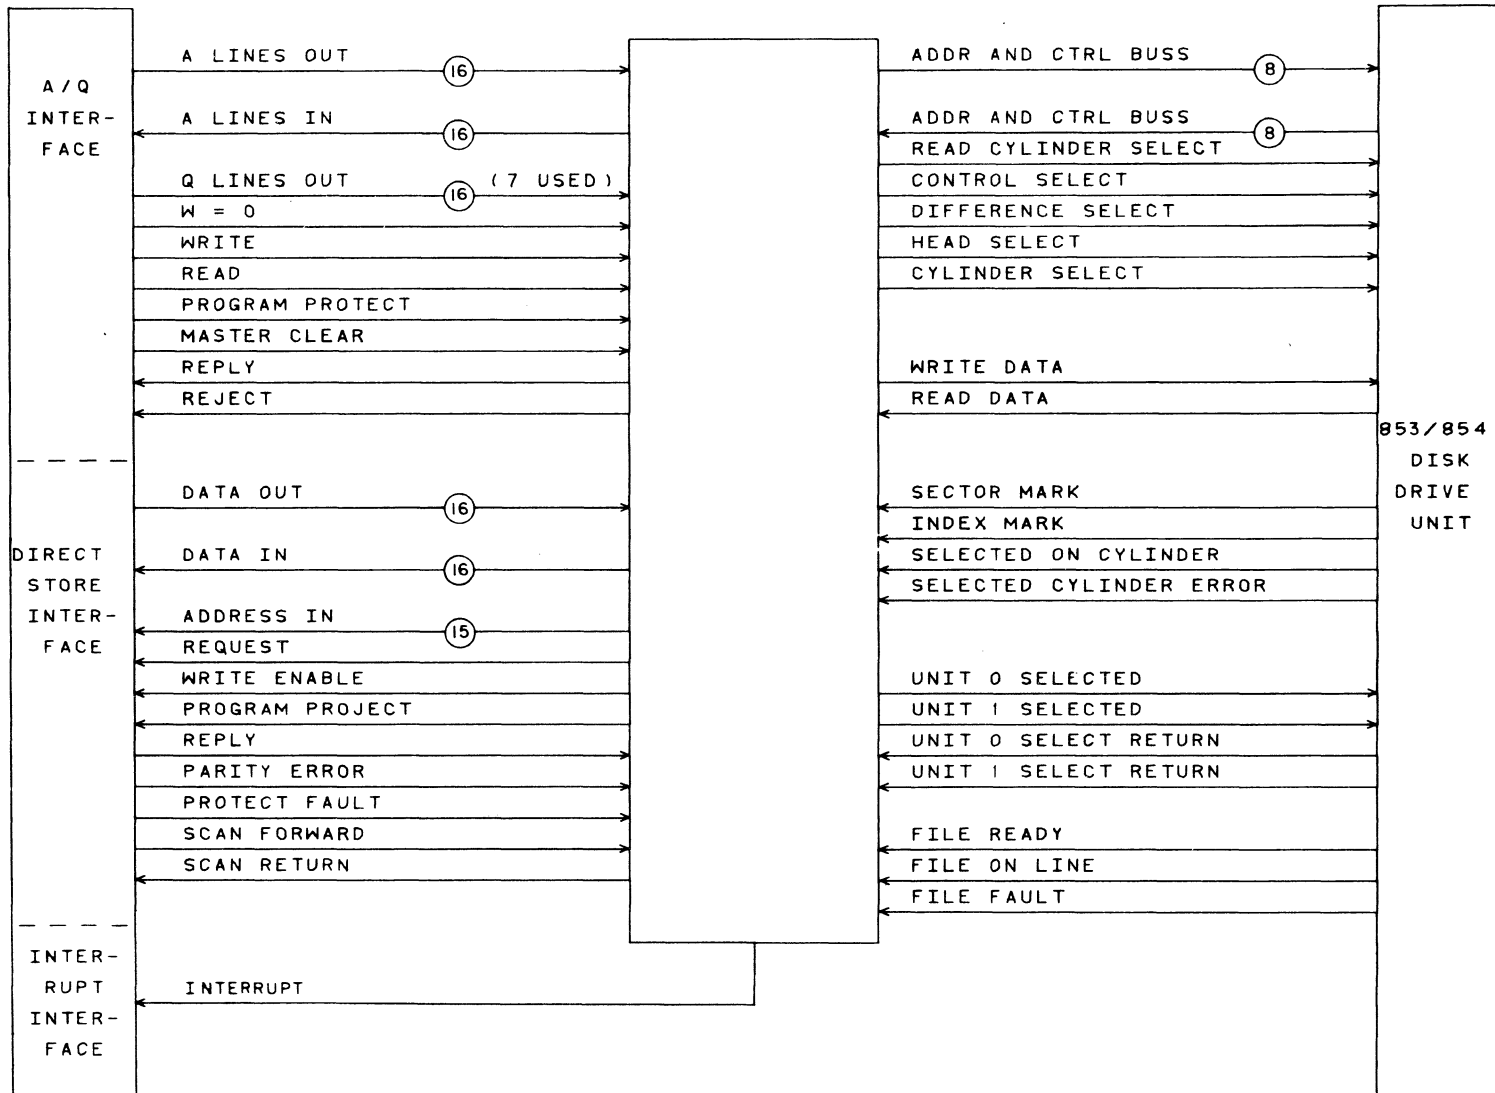 A/Q
INTER-
FACE
DIRECT
STORE
INTER-
FACE
INTER-
RUPT
INTER-
FACE
A LINES OUT
16
A LINES IN
16
Q LINES OUT 16 (7 USED)
W = 0
WRITE
READ
PROGRAM PROTECT
MASTER CLEAR
REPLY
REJECT
DATA OUT
16
DATA IN
16
ADDRESS IN
15
REQUEST
WRITE ENABLE
PROGRAM PROJECT
REPLY
PARITY ERROR
PROTECT FAULT
SCAN FORWARD
SCAN RETURN
INTERRUPT
ADDR AND CTRL BUSS
8
ADDR AND CTRL BUSS
8
READ CYLINDER SELECT
CONTROL SELECT
DIFFERENCE SELECT
HEAD SELECT
CYLINDER SELECT
WRITE DATA
READ DATA
SECTOR MARK
INDEX MARK
SELECTED ON CYLINDER
SELECTED CYLINDER ERROR
UNIT 0 SELECTED
UNIT 1 SELECTED
UNIT 0 SELECT RETURN
UNIT 1 SELECT RETURN
FILE READY
FILE ON LINE
FILE FAULT
853/854
DISK
DRIVE
UNIT